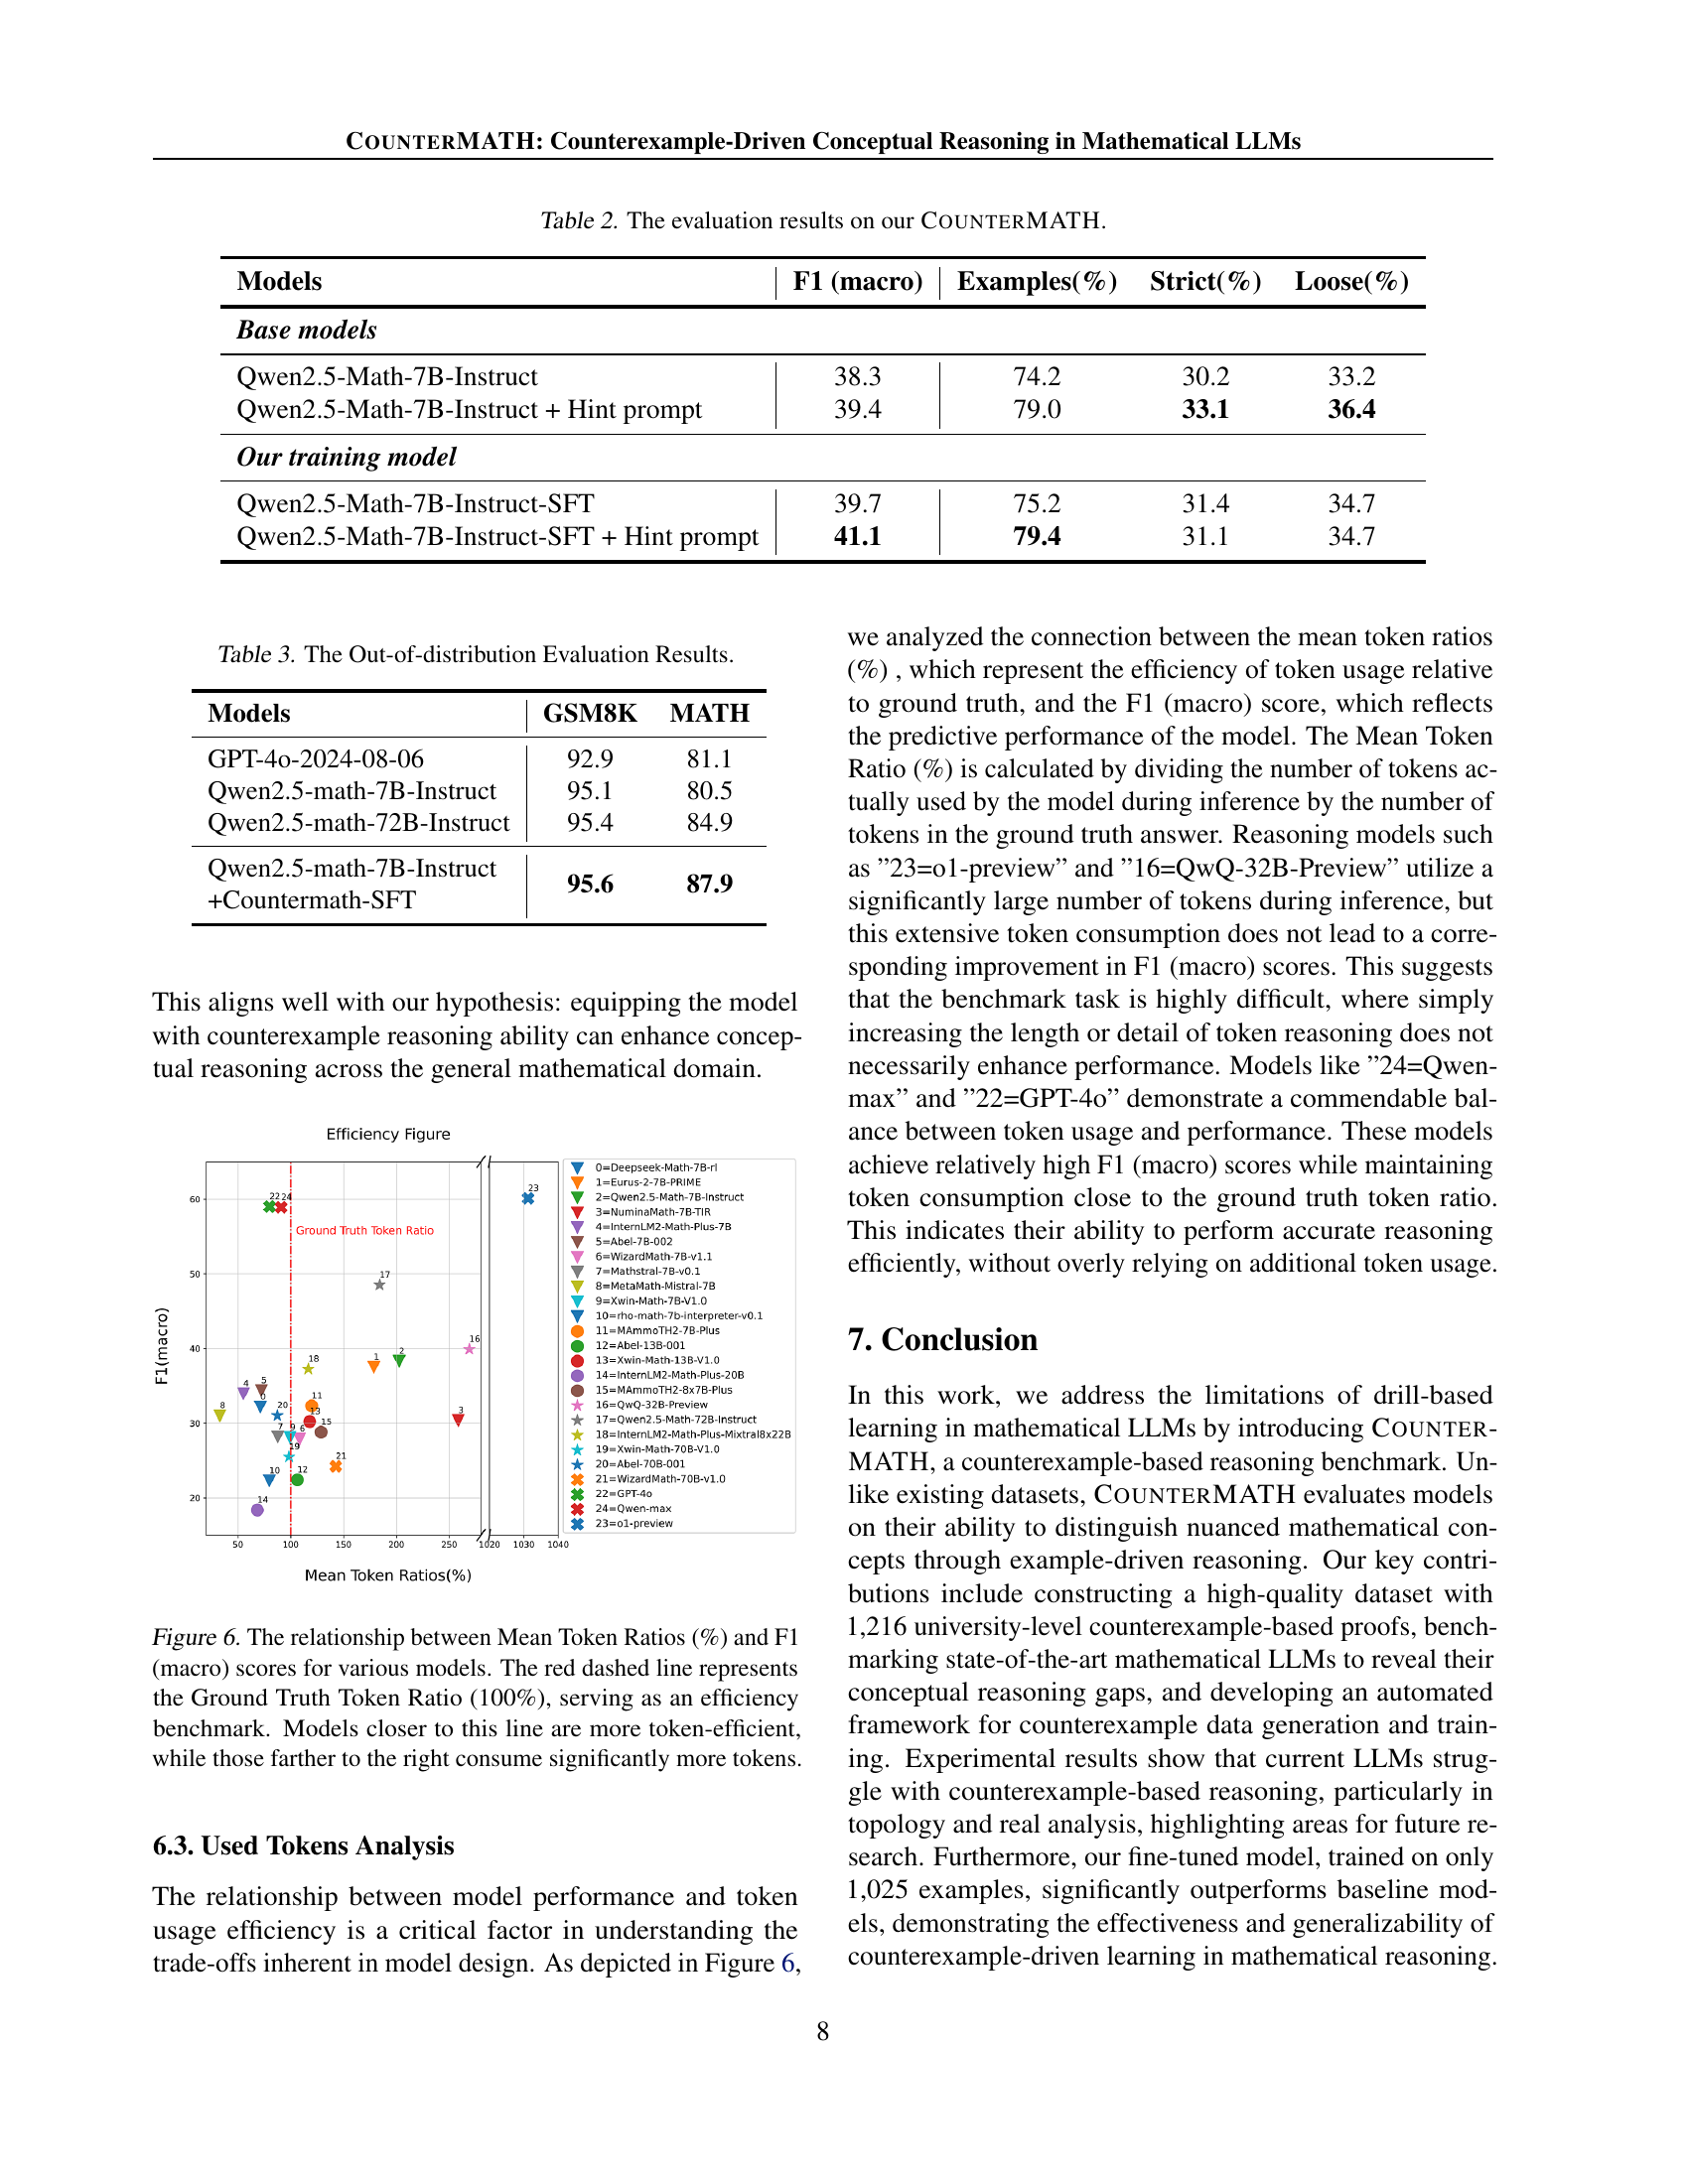 COUNTERMATH: Counterexample-Driven Conceptual Reasoning in Mathematical LLMs
Table 2. The evaluation results on our COUNTERMATH.
Models F1 (macro) Examples(%) Strict(%) Loose(%)
Base models
Qwen2.5-Math-7B-Instruct 38.3 74.2 30.2 33.2
Qwen2.5-Math-7B-Instruct + Hint prompt 39.4 79.0 33.1 36.4
Our training model
Qwen2.5-Math-7B-Instruct-SFT 39.7 75.2 31.4 34.7
Qwen2.5-Math-7B-Instruct-SFT + Hint prompt 41.1 79.4 31.1 34.7
Table 3. The Out-of-distribution Evaluation Results.
Models GSM8K MATH
GPT-4o-2024-08-06 92.9 81.1
Qwen2.5-math-7B-Instruct 95.1 80.5
Qwen2.5-math-72B-Instruct 95.4 84.9
Qwen2.5-math-7B-Instruct
+Countermath-SFT 95.6 87.9
This aligns well with our hypothesis: equipping the model
with counterexample reasoning ability can enhance concep-
tual reasoning across the general mathematical domain.
Efficiency Figure
F1(macro)
60
50
40
30
20
50 100 150 200 250 1020 1030 1040
Mean Token Ratios(%)
Ground Truth Token Ratio
22 24
23
17
16
18
1
2
4
5
0
8
20
11
13
15
3
7
9
6
19
21
10
12
14
0=Deepseek-Math-7B-rl
1=Eurus-2-7B-PRIME
2=Qwen2.5-Math-7B-Instruct
3=NuminaMath-7B-TIR
4=InternLM2-Math-Plus-7B
5=Abel-7B-002
6=WizardMath-7B-v1.1
7=Mathstral-7B-v0.1
8=MetaMath-Mistral-7B
9=Xwin-Math-7B-V1.0
10=rho-math-7b-interpreter-v0.1
11=MAmmoTH2-7B-Plus
12=Abel-13B-001
13=Xwin-Math-13B-V1.0
14=InternLM2-Math-Plus-20B
15=MAmmoTH2-8x7B-Plus
16=QwQ-32B-Preview
17=Qwen2.5-Math-72B-Instruct
18=InternLM2-Math-Plus-Mixtral8x22B
19=Xwin-Math-70B-V1.0
20=Abel-70B-001
21=WizardMath-70B-v1.0
22=GPT-4o
24=Qwen-max
23=o1-preview
Figure 6. The relationship between Mean Token Ratios (%) and F1
(macro) scores for various models. The red dashed line represents
the Ground Truth Token Ratio (100%), serving as an efficiency
benchmark. Models closer to this line are more token-efficient,
while those farther to the right consume significantly more tokens.
6.3. Used Tokens Analysis
The relationship between model performance and token
usage efficiency is a critical factor in understanding the
trade-offs inherent in model design. As depicted in Figure 6,
we analyzed the connection between the mean token ratios
(%) , which represent the efficiency of token usage relative
to ground truth, and the F1 (macro) score, which reflects
the predictive performance of the model. The Mean Token
Ratio (%) is calculated by dividing the number of tokens ac-
tually used by the model during inference by the number of
tokens in the ground truth answer. Reasoning models such
as ”23=o1-preview” and ”16=QwQ-32B-Preview” utilize a
significantly large number of tokens during inference, but
this extensive token consumption does not lead to a corre-
sponding improvement in F1 (macro) scores. This suggests
that the benchmark task is highly difficult, where simply
increasing the length or detail of token reasoning does not
necessarily enhance performance. Models like ”24=Qwen-
max” and ”22=GPT-4o” demonstrate a commendable bal-
ance between token usage and performance. These models
achieve relatively high F1 (macro) scores while maintaining
token consumption close to the ground truth token ratio.
This indicates their ability to perform accurate reasoning
efficiently, without overly relying on additional token usage.
7. Conclusion
In this work, we address the limitations of drill-based
learning in mathematical LLMs by introducing COUNTER-
MATH, a counterexample-based reasoning benchmark. Un-
like existing datasets, COUNTERMATH evaluates models
on their ability to distinguish nuanced mathematical con-
cepts through example-driven reasoning. Our key contri-
butions include constructing a high-quality dataset with
1,216 university-level counterexample-based proofs, bench-
marking state-of-the-art mathematical LLMs to reveal their
conceptual reasoning gaps, and developing an automated
framework for counterexample data generation and train-
ing. Experimental results show that current LLMs strug-
gle with counterexample-based reasoning, particularly in
topology and real analysis, highlighting areas for future re-
search. Furthermore, our fine-tuned model, trained on only
1,025 examples, significantly outperforms baseline mod-
els, demonstrating the effectiveness and generalizability of
counterexample-driven learning in mathematical reasoning.
8